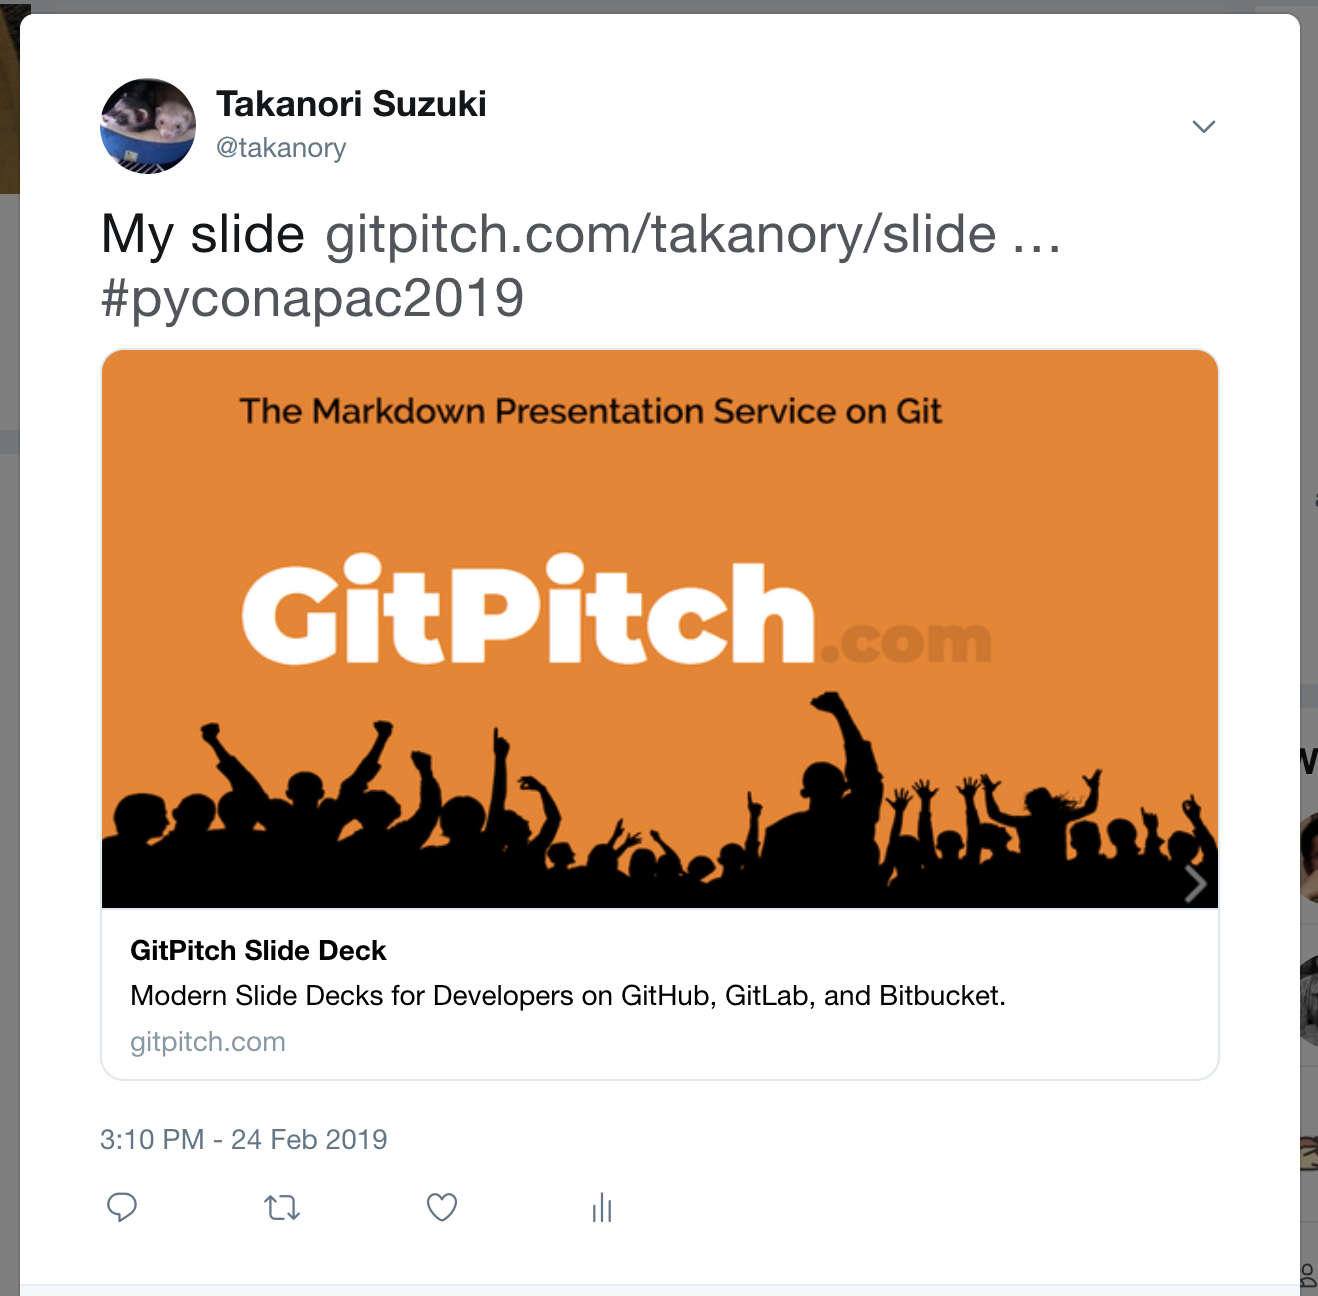 Takanori Suzuki
@takanory
My slide gitpitch.com/takanory/slide …
#pyconapac2019
The Markdown Presentation Service on Git
GitPitch.com
GitPitch Slide Deck
Modern Slide Decks for Developers on GitHub, GitLab, and Bitbucket.
gitpitch.com
3:10 PM - 24 Feb 2019